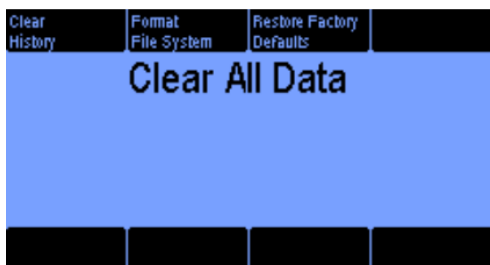 Clear
History
Format
File System
Restore Factory
Defaults
Clear All Data